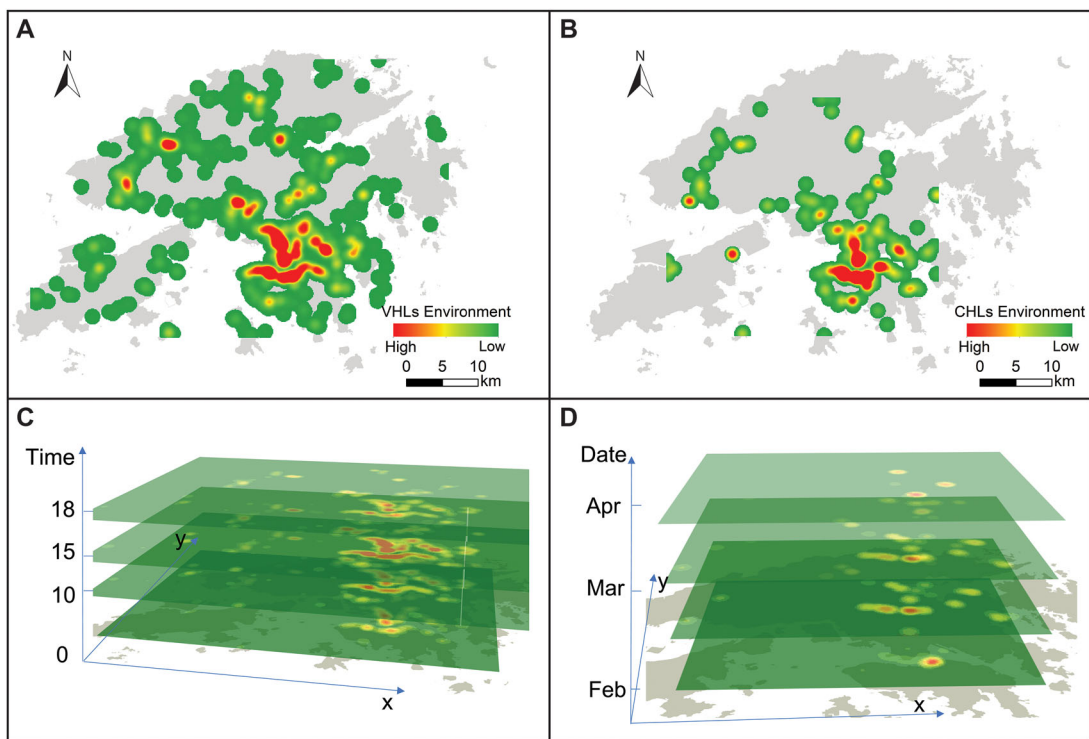 A
N
VHLs Environment
High Low
0 5 10
km
B
N
CHLs Environment
High Low
0 5 10
km
C
Time
18
15
10
0
y
x
D
Date
Apr
Mar
Feb
y
x